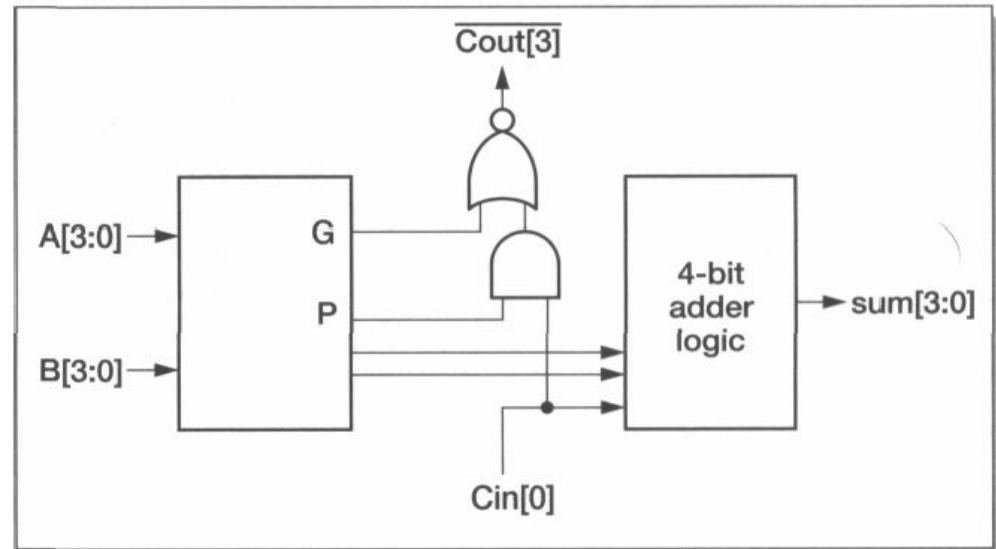 Cout[3]
A[3:0]
G
P
B[3:0]
4-bit
adder
logic
sum[3:0]
Cin[0]